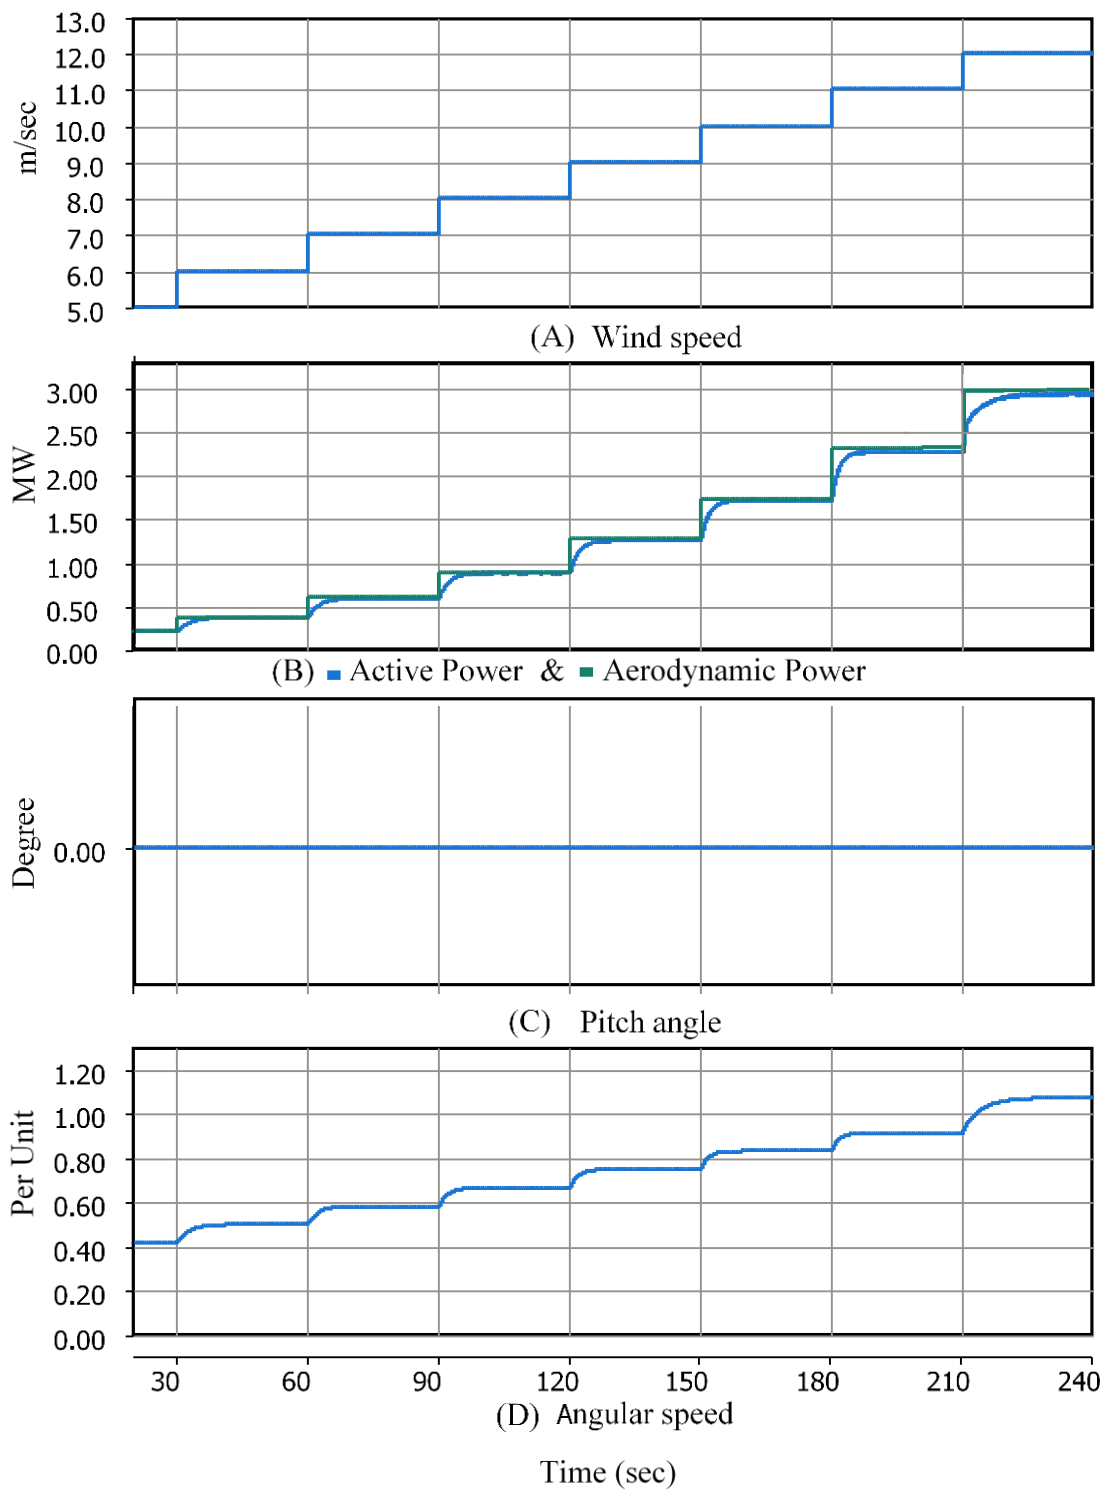 13.0
12.0
11.0
10.0
9.0
8.0
7.0
6.0
5.0
m/sec
(A) Wind speed
3.00
2.50
2.00
1.50
1.00
0.50
0.00
MW
(B) Active Power & Aerodynamic Power
0.00
Degree
(C) Pitch angle
1.20
1.00
0.80
0.60
0.40
0.20
0.00
Per Unit
30 60 90 120 150 180 210 240
(D) Angular speed
Time (sec)